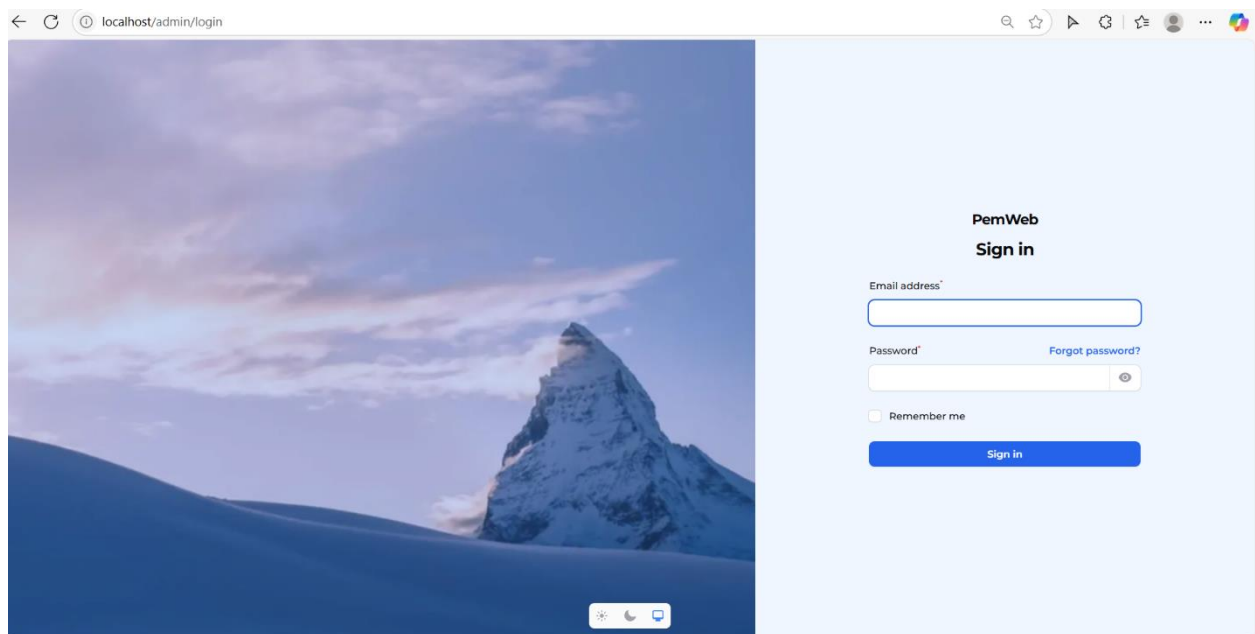 localhost/admin/login
PemWeb
Sign in
Email address*
Password* Forgot password?
Remember me
Sign in